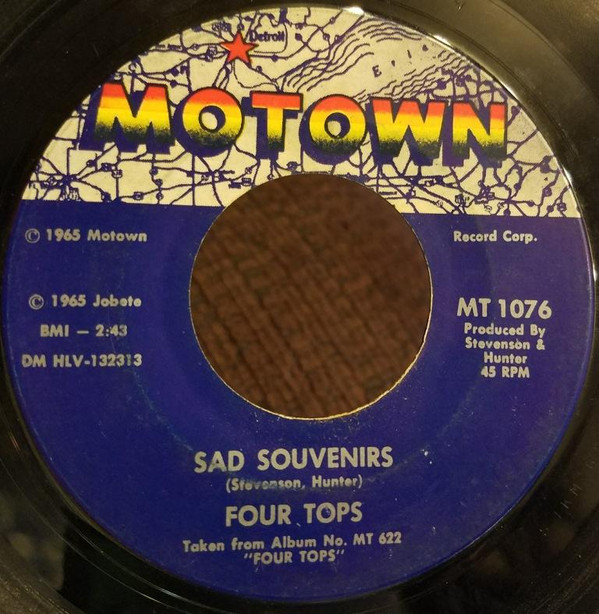 Detroit
Erie
MOTOWN
© 1965 Motown
Record Corp.
© 1965 Jobete
BMI — 2:43
DM HLV-132313
MT 1076
Produced By
Stevenson &
Hunter
45 RPM
SAD SOUVENIRS
(Stevenson, Hunter)
FOUR TOPS
Taken from Album No. MT 622
"FOUR TOPS"